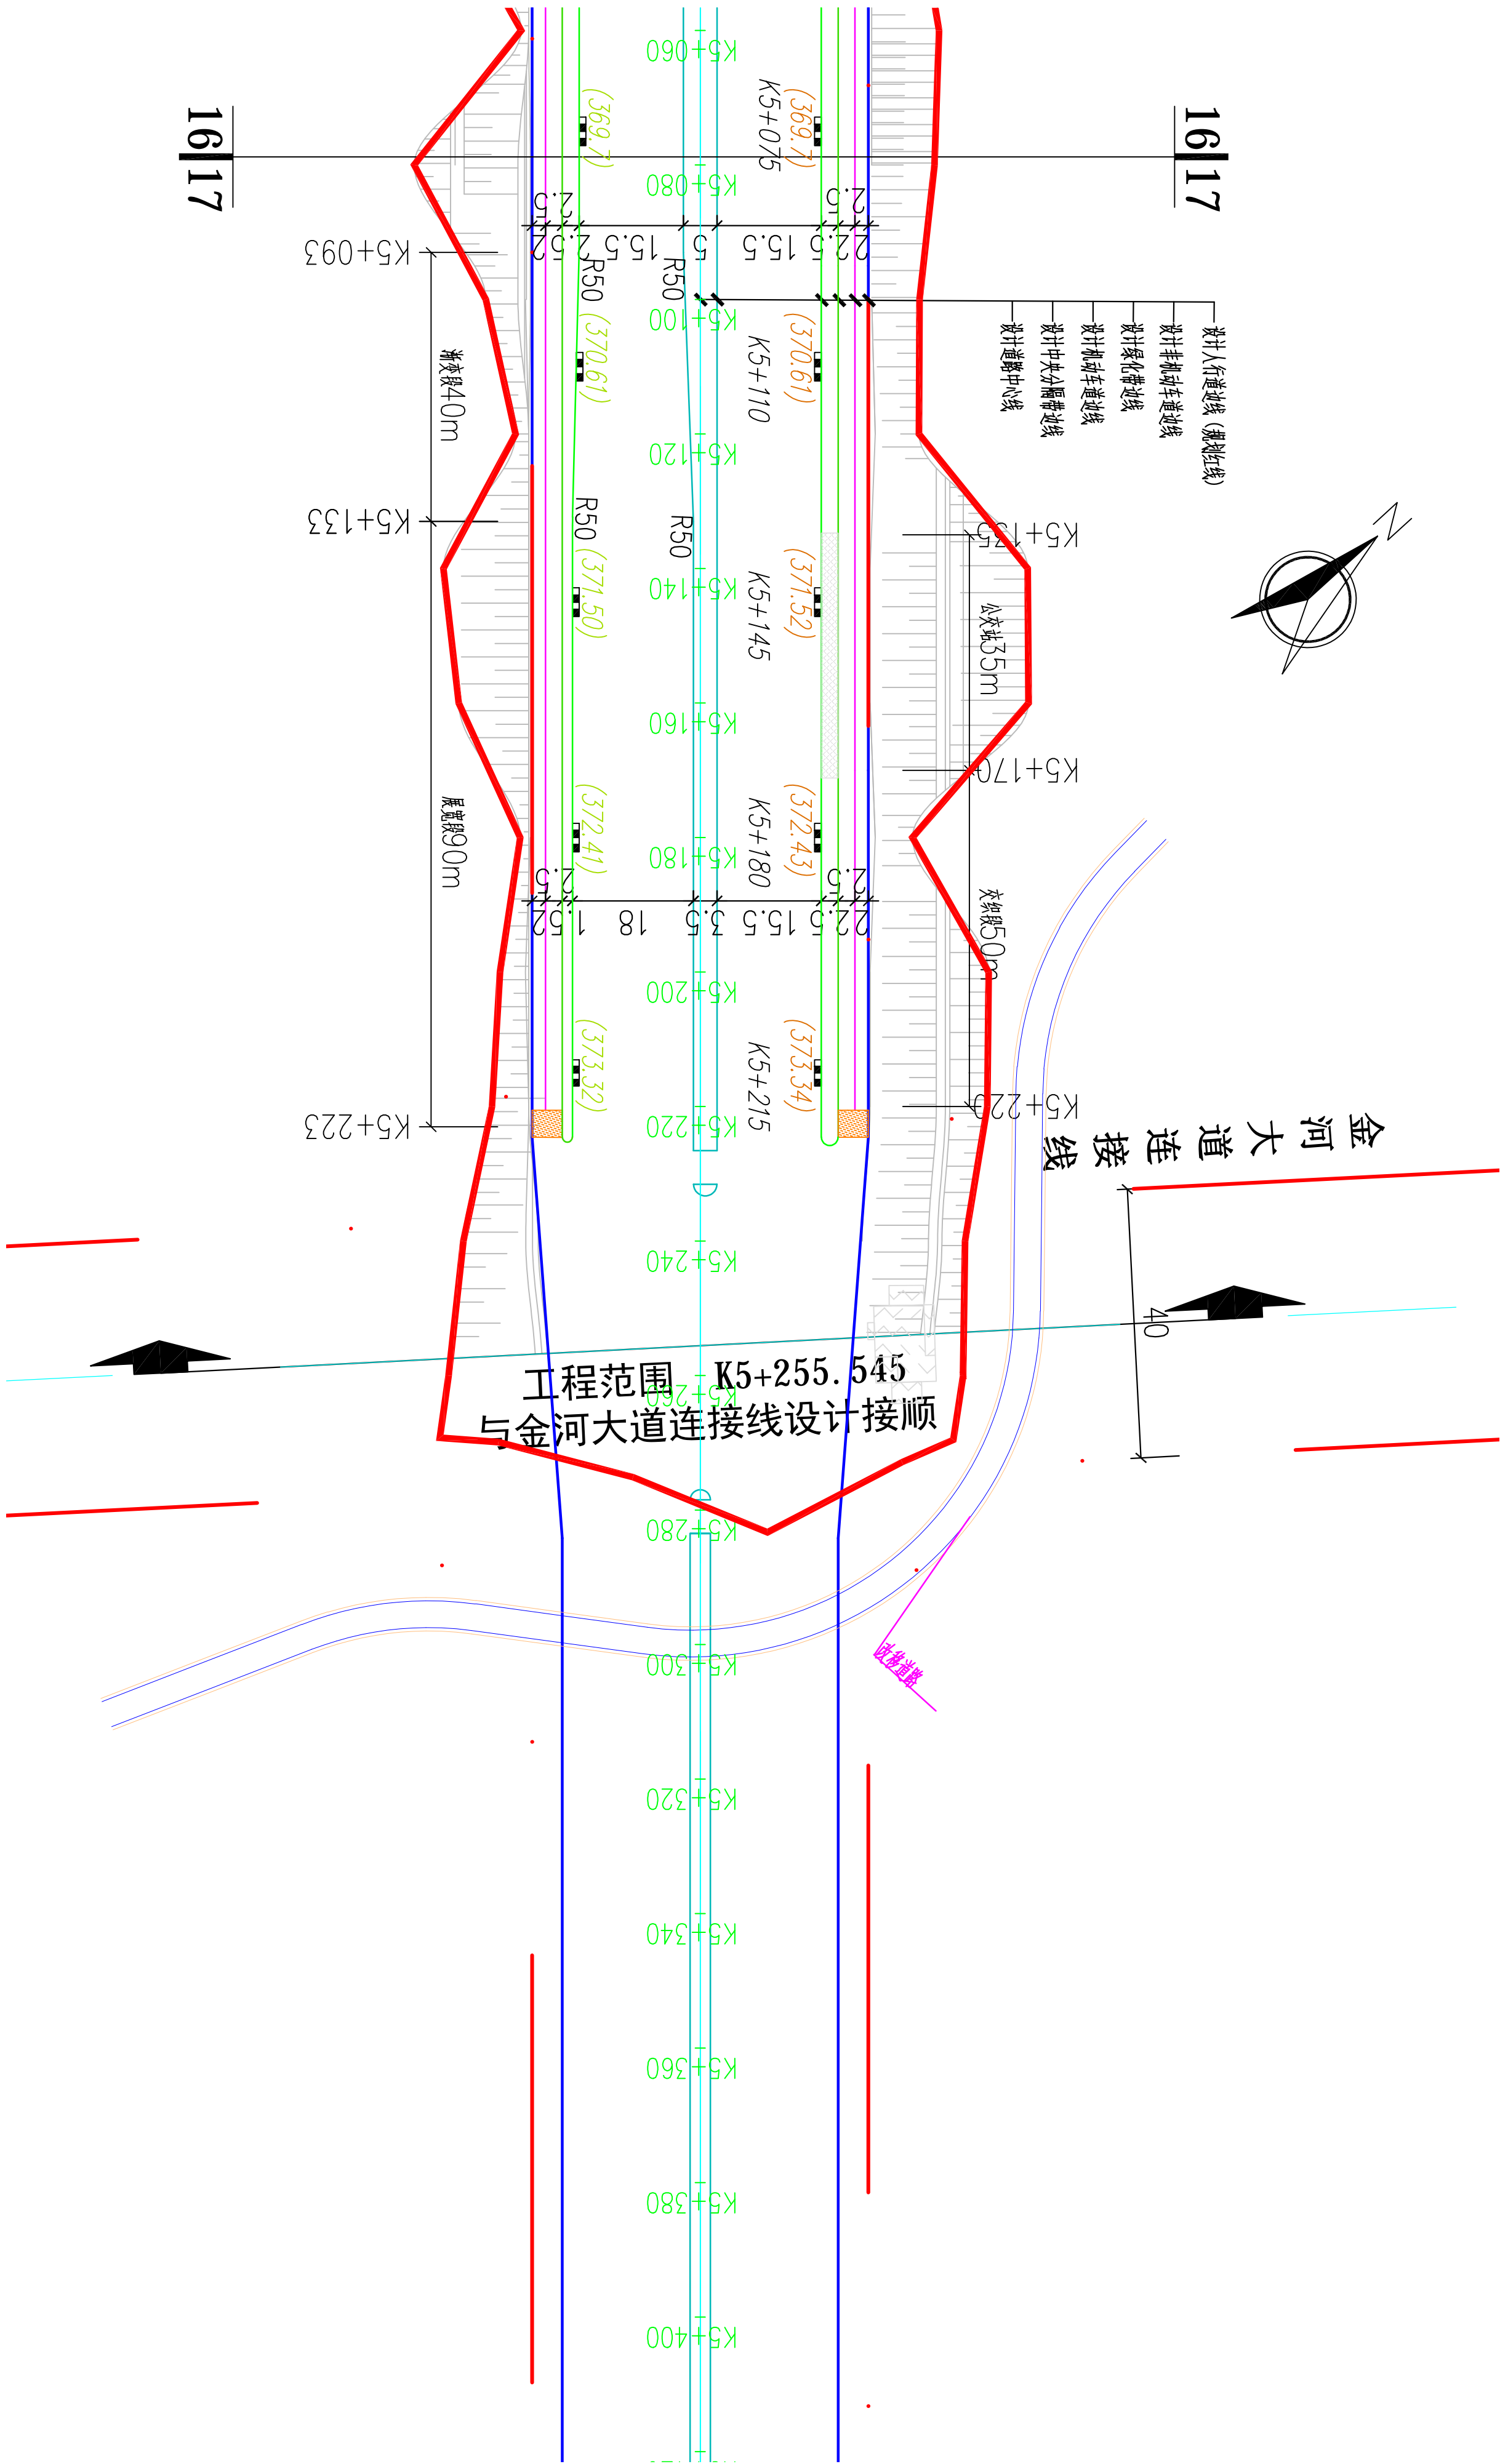 16 17
16 17
K5+060
(369.7)
(369.7)
K5+075
K5+080
2.5
2.5
2 5 2.5 15.5 5 15.5 2.5 2 2
K5+093
R50
R50
K5+100
(370.61)
(370.61)
K5+110
设计道路中心线
设计中央分隔带边线
设计机动车道边线
设计绿化带边线
设计非机动车道边线
设计人行道边线（规划红线）
渐变段40m
K5+120
K5+133
R50
R50
K5+135
N
(371.50)
(371.52)
K5+140
K5+145
公交站35m
K5+160
K5+170
展宽段90m
(372.41)
(372.43)
K5+180
K5+180
2.5
2.5
2 5 1.5 18 3.5 15.5 2.5 2 2
交织段50m
K5+200
(373.32)
(373.34)
K5+215
K5+220
K5+220
K5+223
金河大道连接线
K5+240
40
工程范围 K5+255.545
K5+260
与金河大道连接线设计接顺
K5+280
改移道路
K5+300
K5+320
K5+340
K5+360
K5+380
K5+400